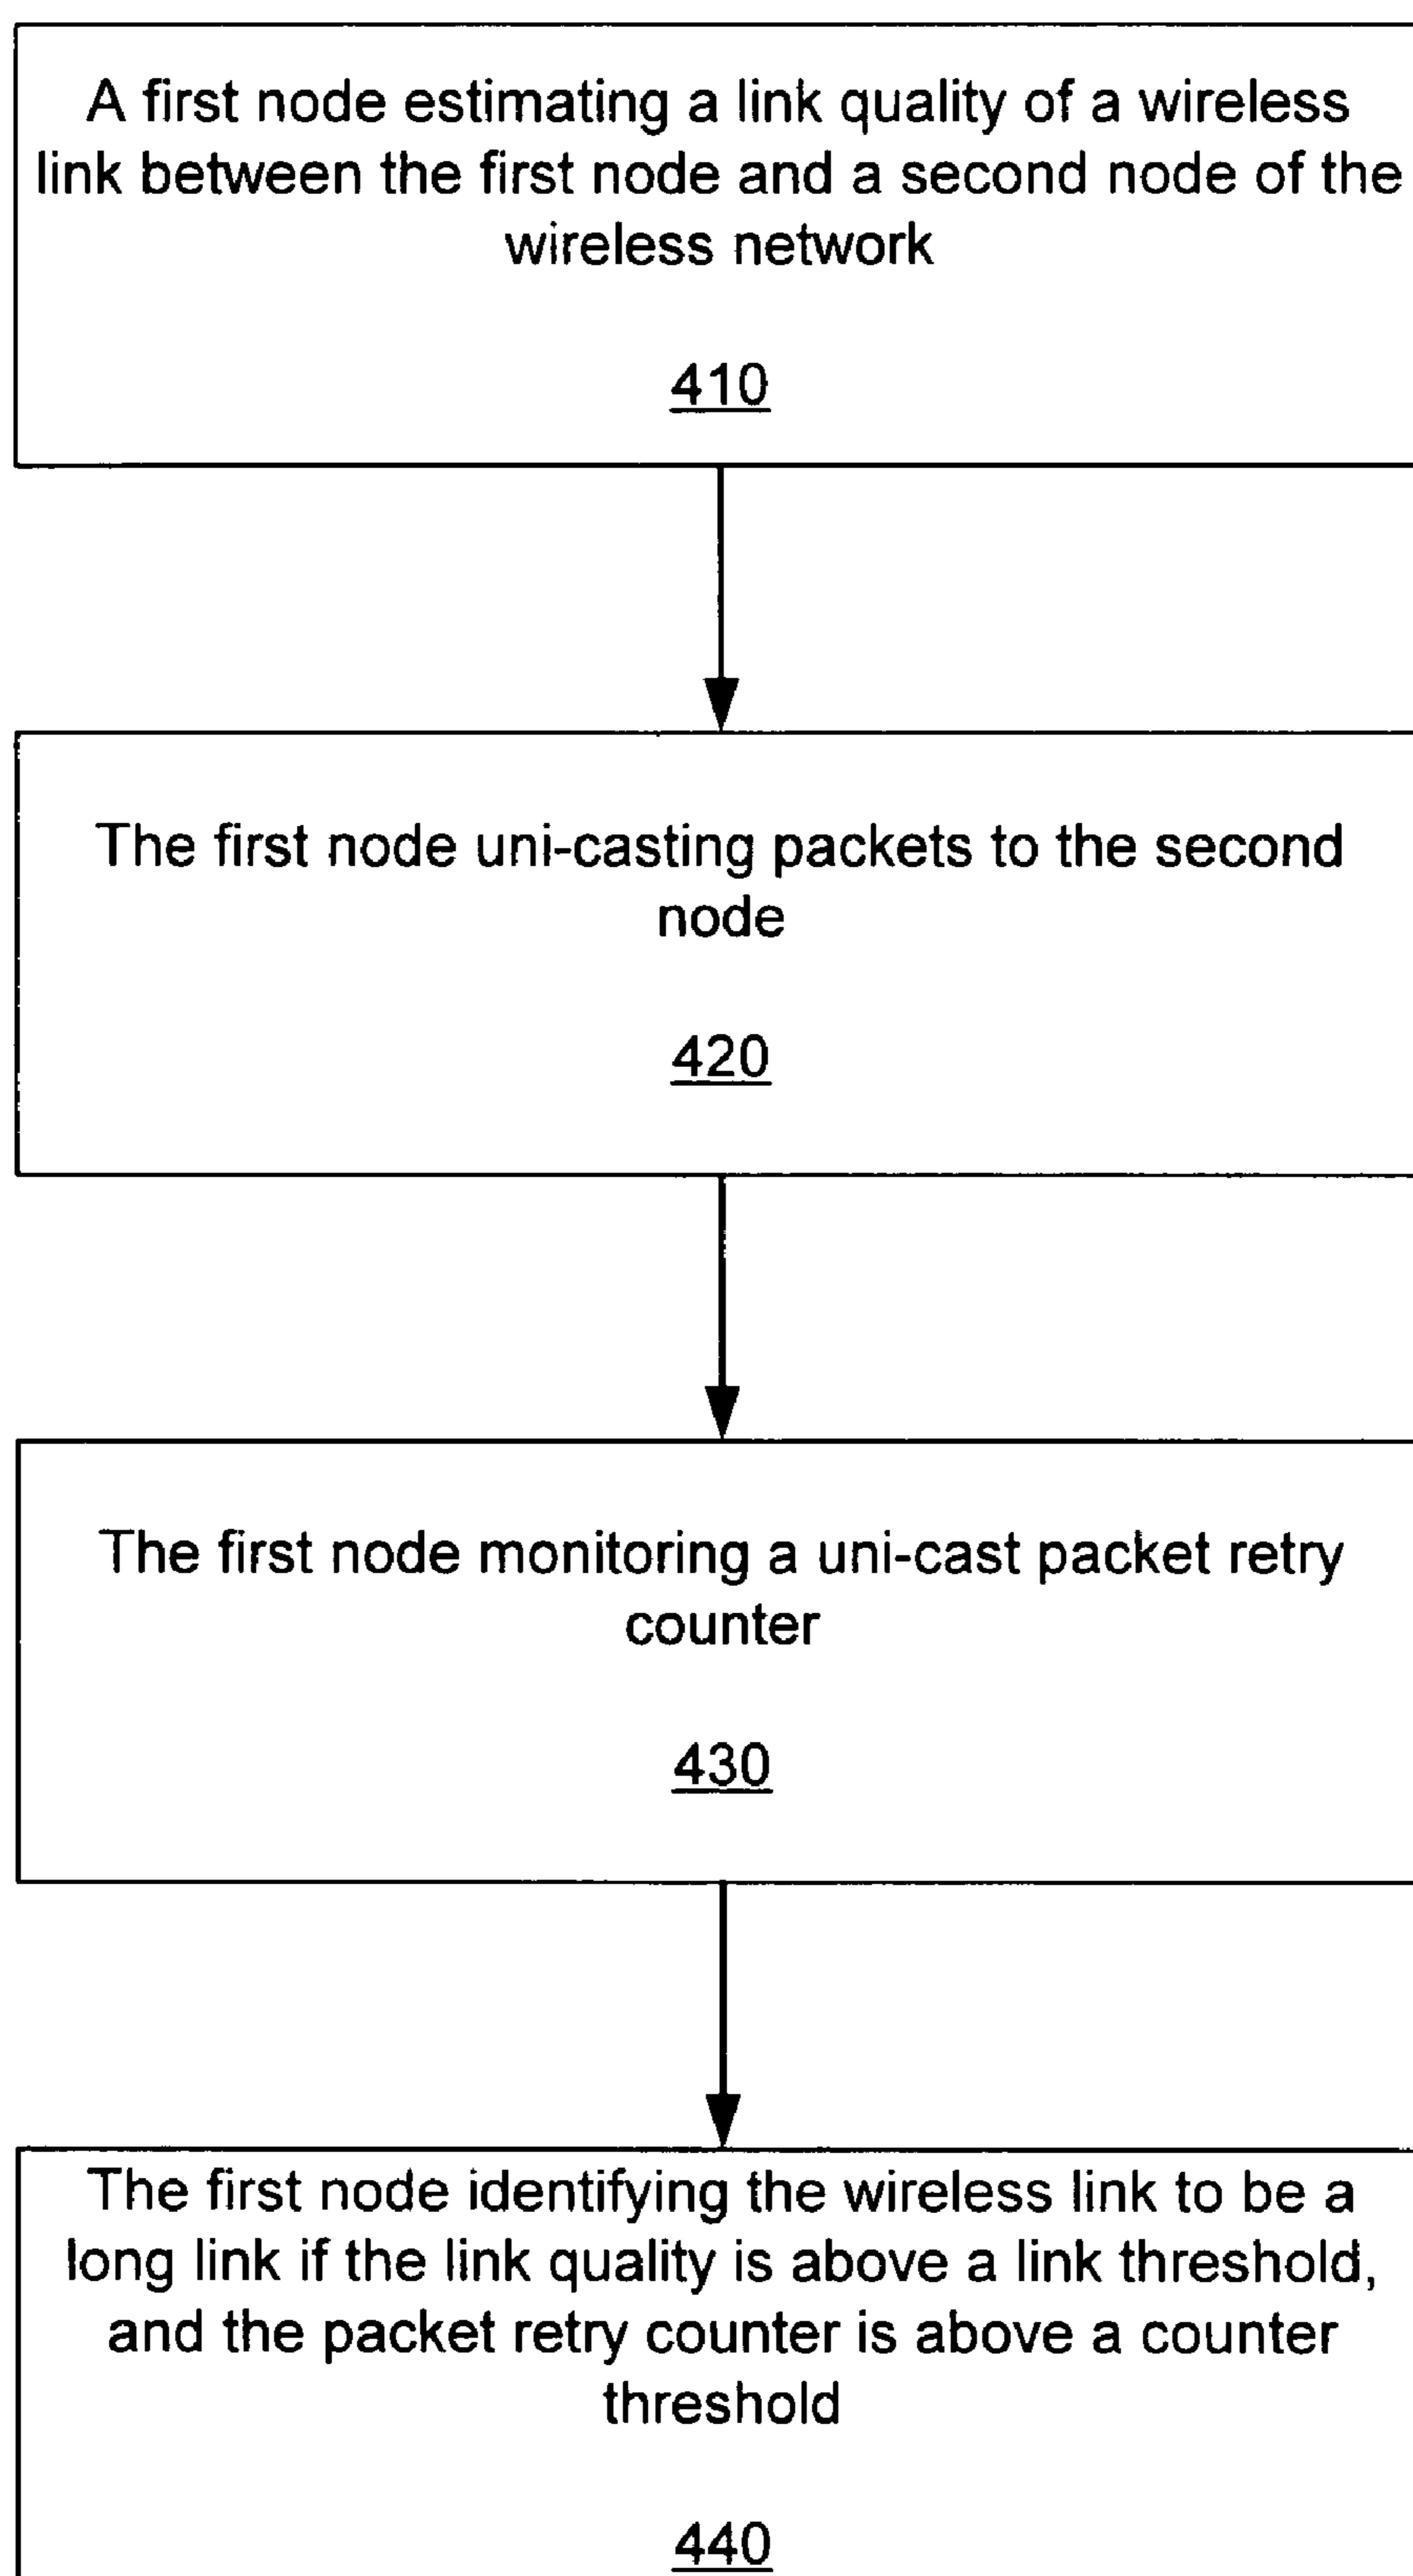 A first node estimating a link quality of a wireless
link between the first node and a second node of the
wireless network
410
The first node uni-casting packets to the second
node
420
The first node monitoring a uni-cast packet retry
counter
430
The first node identifying the wireless link to be a
long link if the link quality is above a link threshold,
and the packet retry counter is above a counter
threshold
440